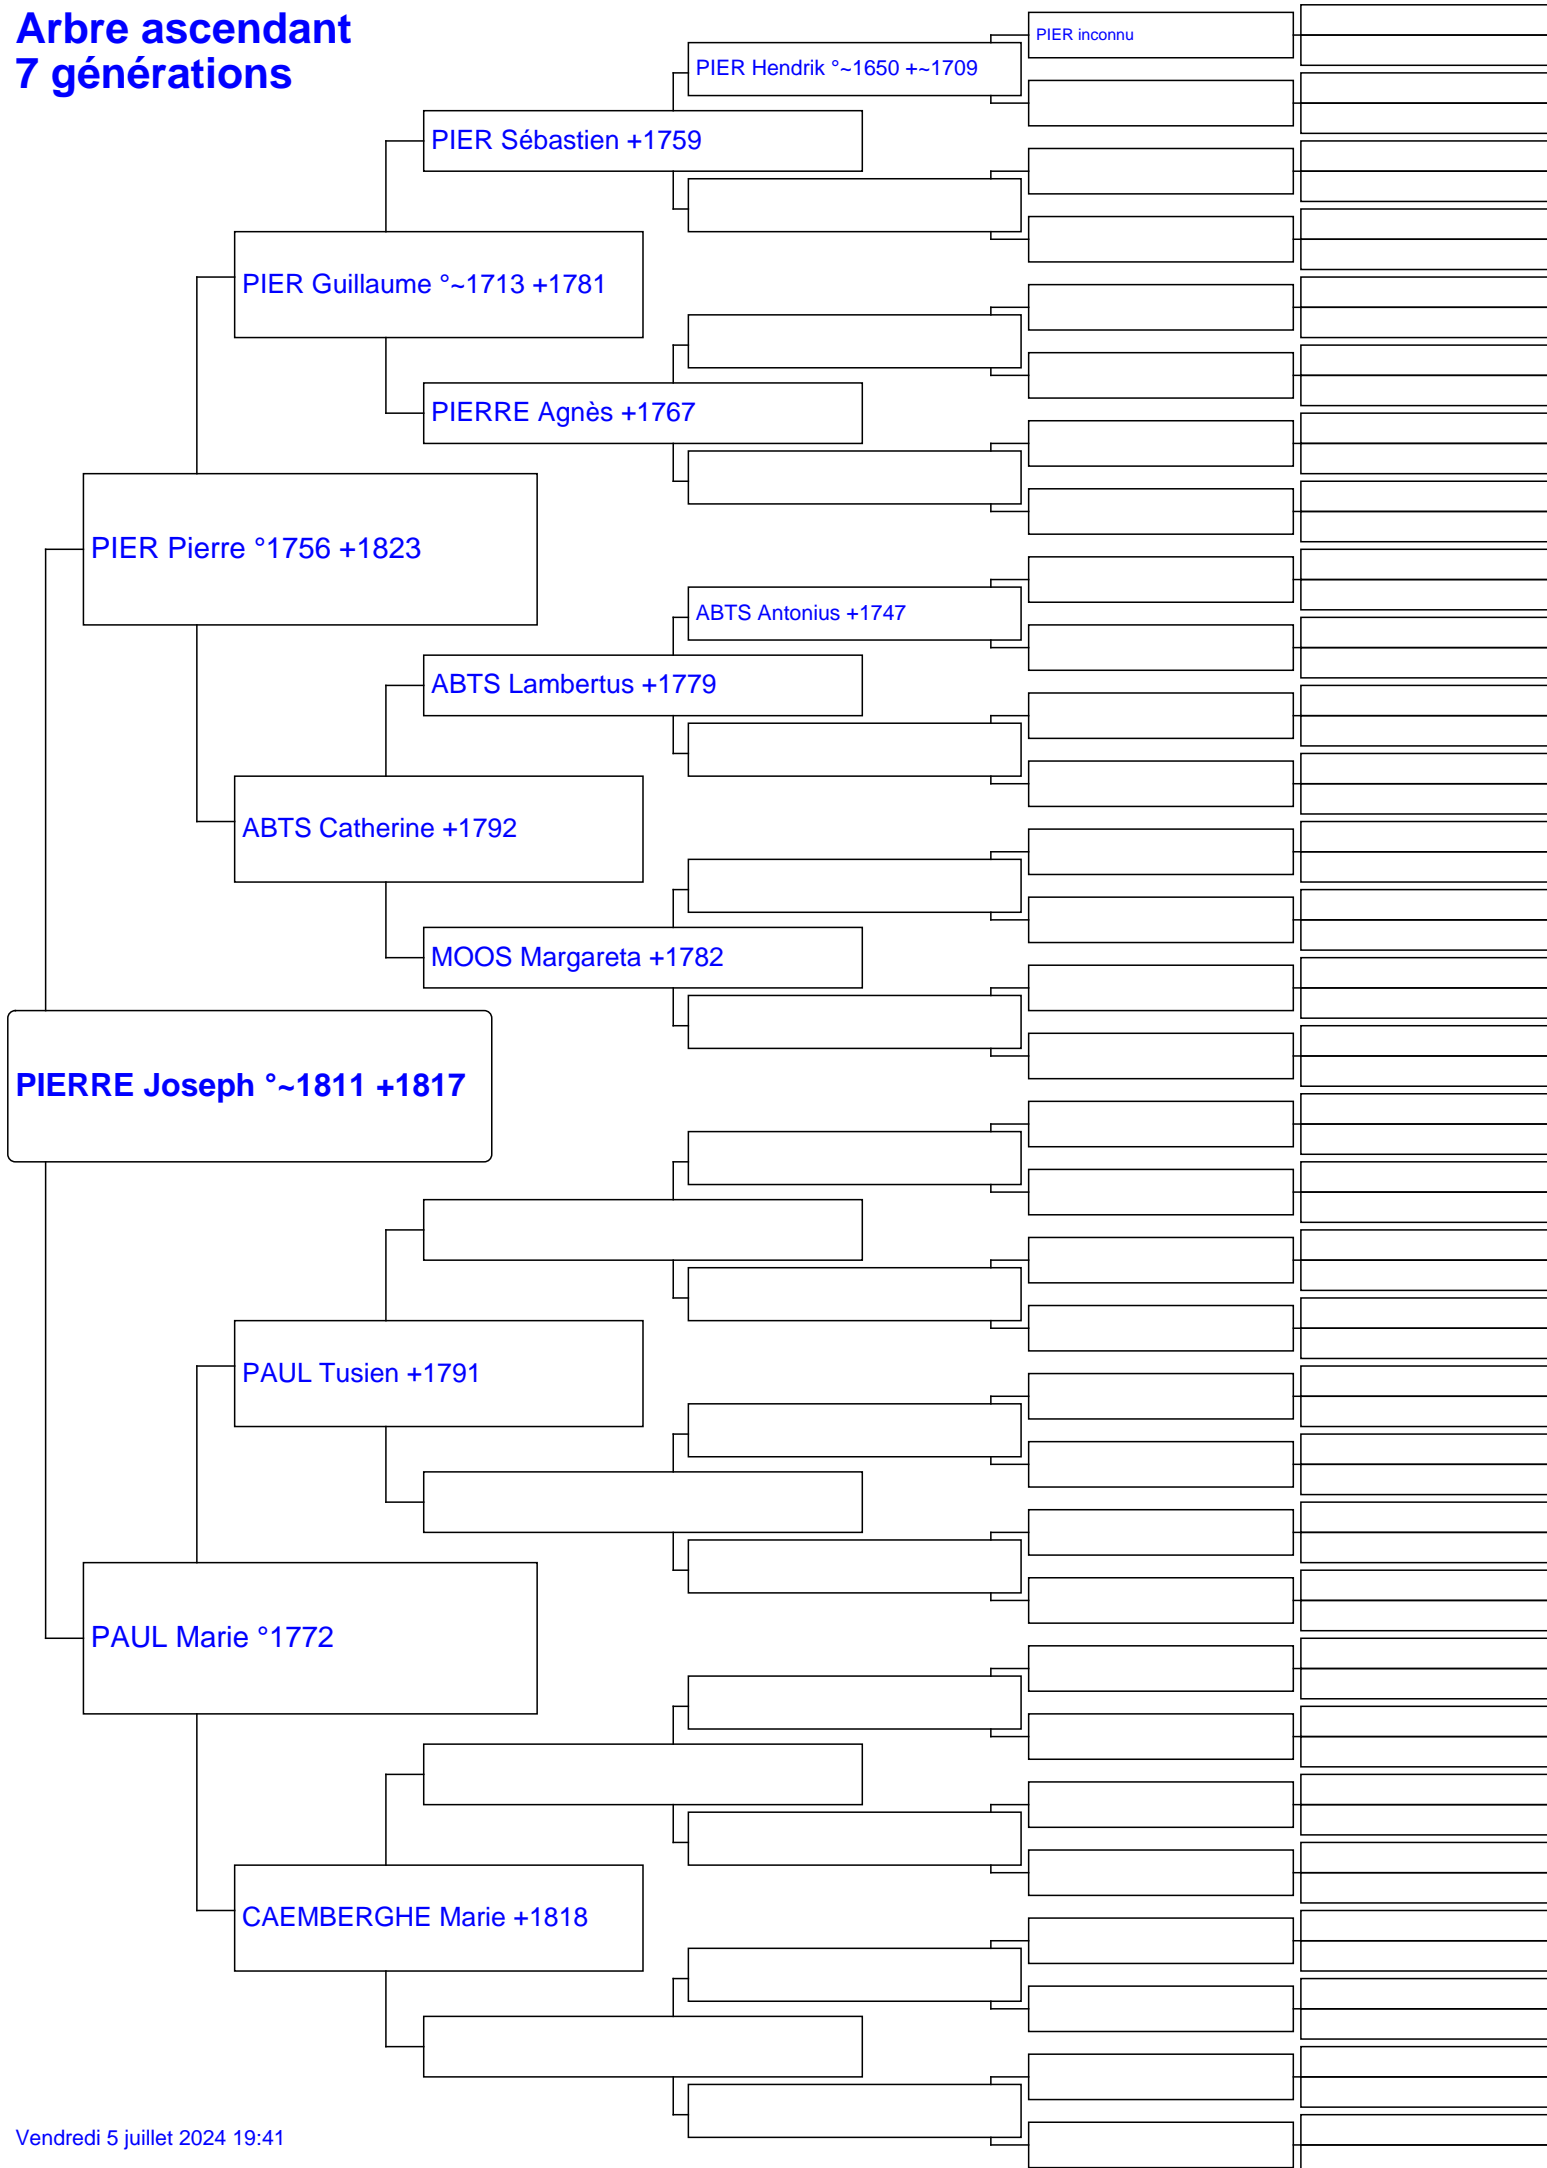 Arbre ascendant
7 générations
PIER inconnu
PIER Hendrik °~1650 +~1709
PIER Sébastien +1759
PIER Guillaume °~1713 +1781
PIERRE Agnès +1767
PIER Pierre °1756 +1823
ABTS Antonius +1747
ABTS Lambertus +1779
ABTS Catherine +1792
MOOS Margareta +1782
PIERRE Joseph °~1811 +1817
PAUL Tusien +1791
PAUL Marie °1772
CAEMBERGHE Marie +1818
Vendredi 5 juillet 2024 19:41